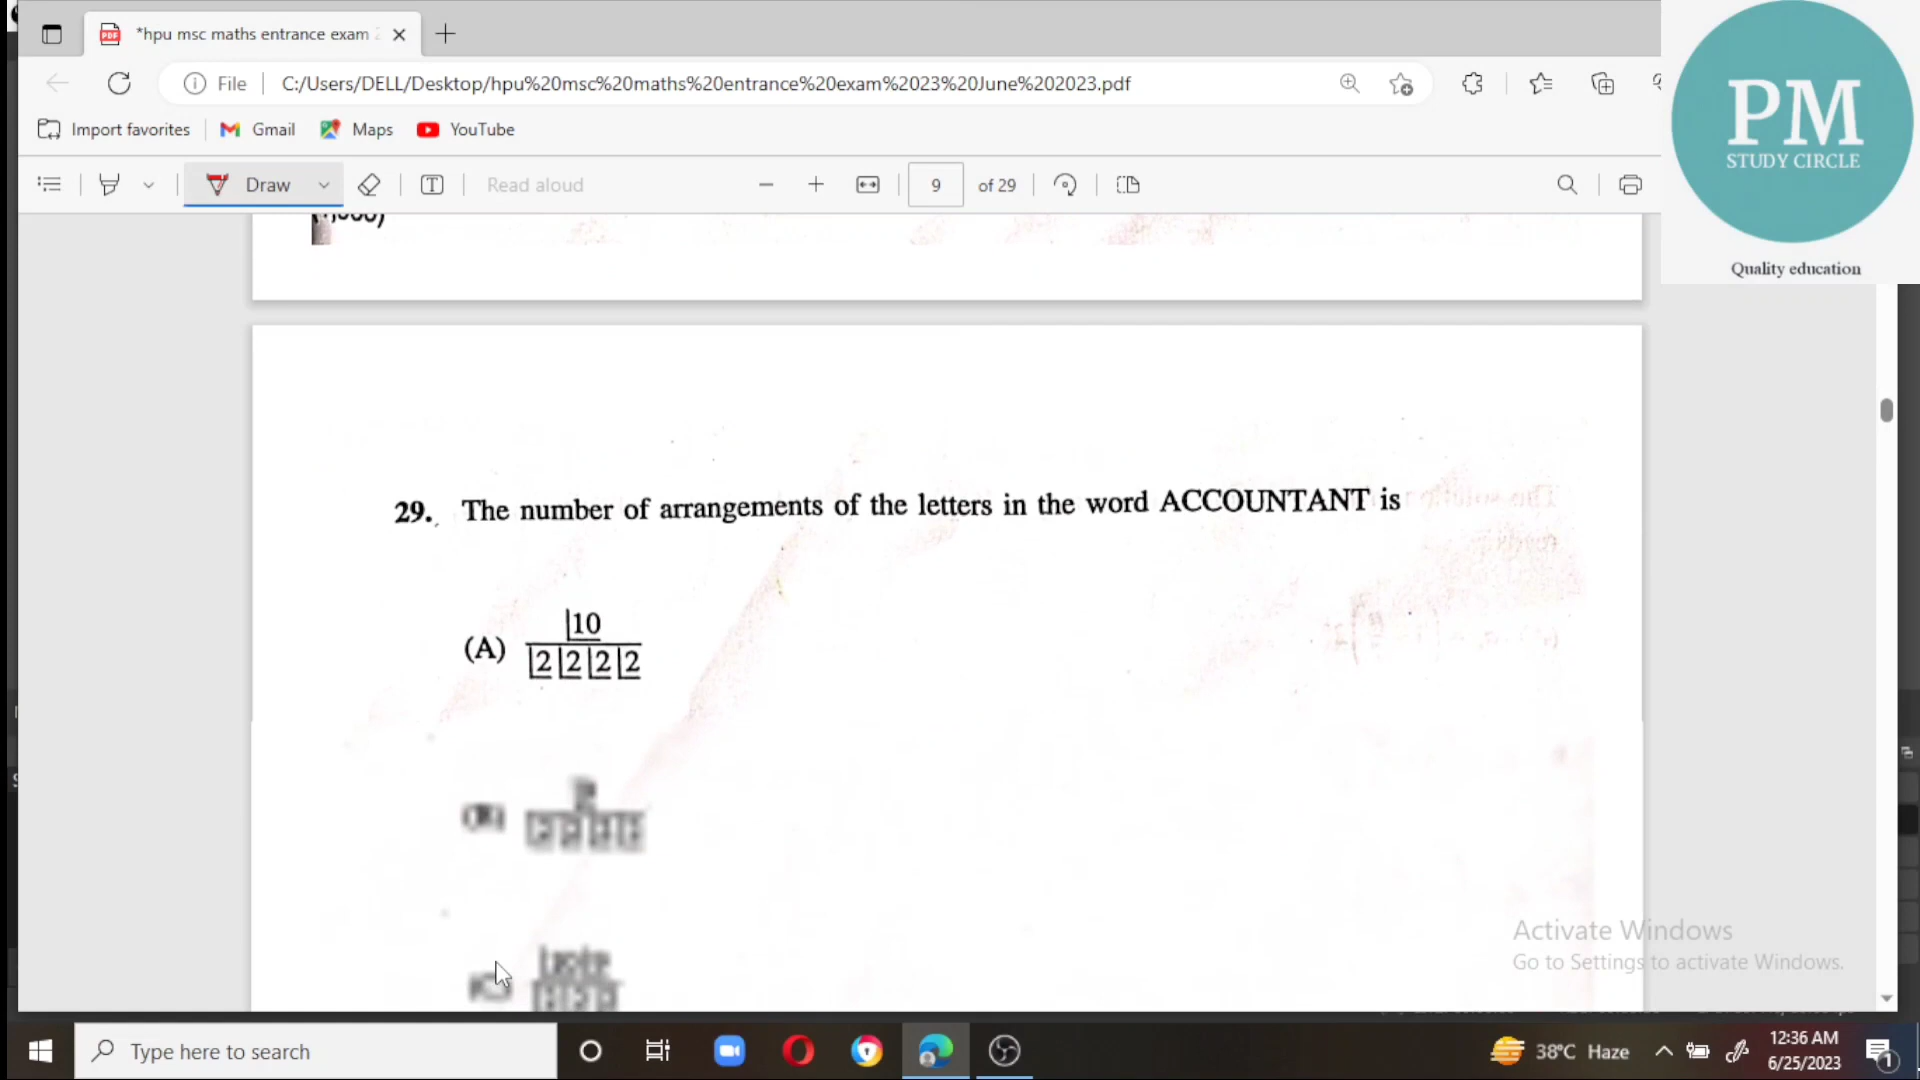 *hpu msc maths entrance exam
File
C:/Users/DELL/Desktop/hpu%20msc%20maths%20entrance%20exam%2023%20June%202023.pdf
Import favorites
Gmail
Maps
YouTube
Draw
Read aloud
9
of 29
PM
STUDY CIRCLE
Quality education
29. The number of arrangements of the letters in the word ACCOUNTANT is
(A) |10
|2 |2 |2 |2
Activate Windows
Go to Settings to activate Windows.
Type here to search
38°C Haze
12:36 AM
6/25/2023
1